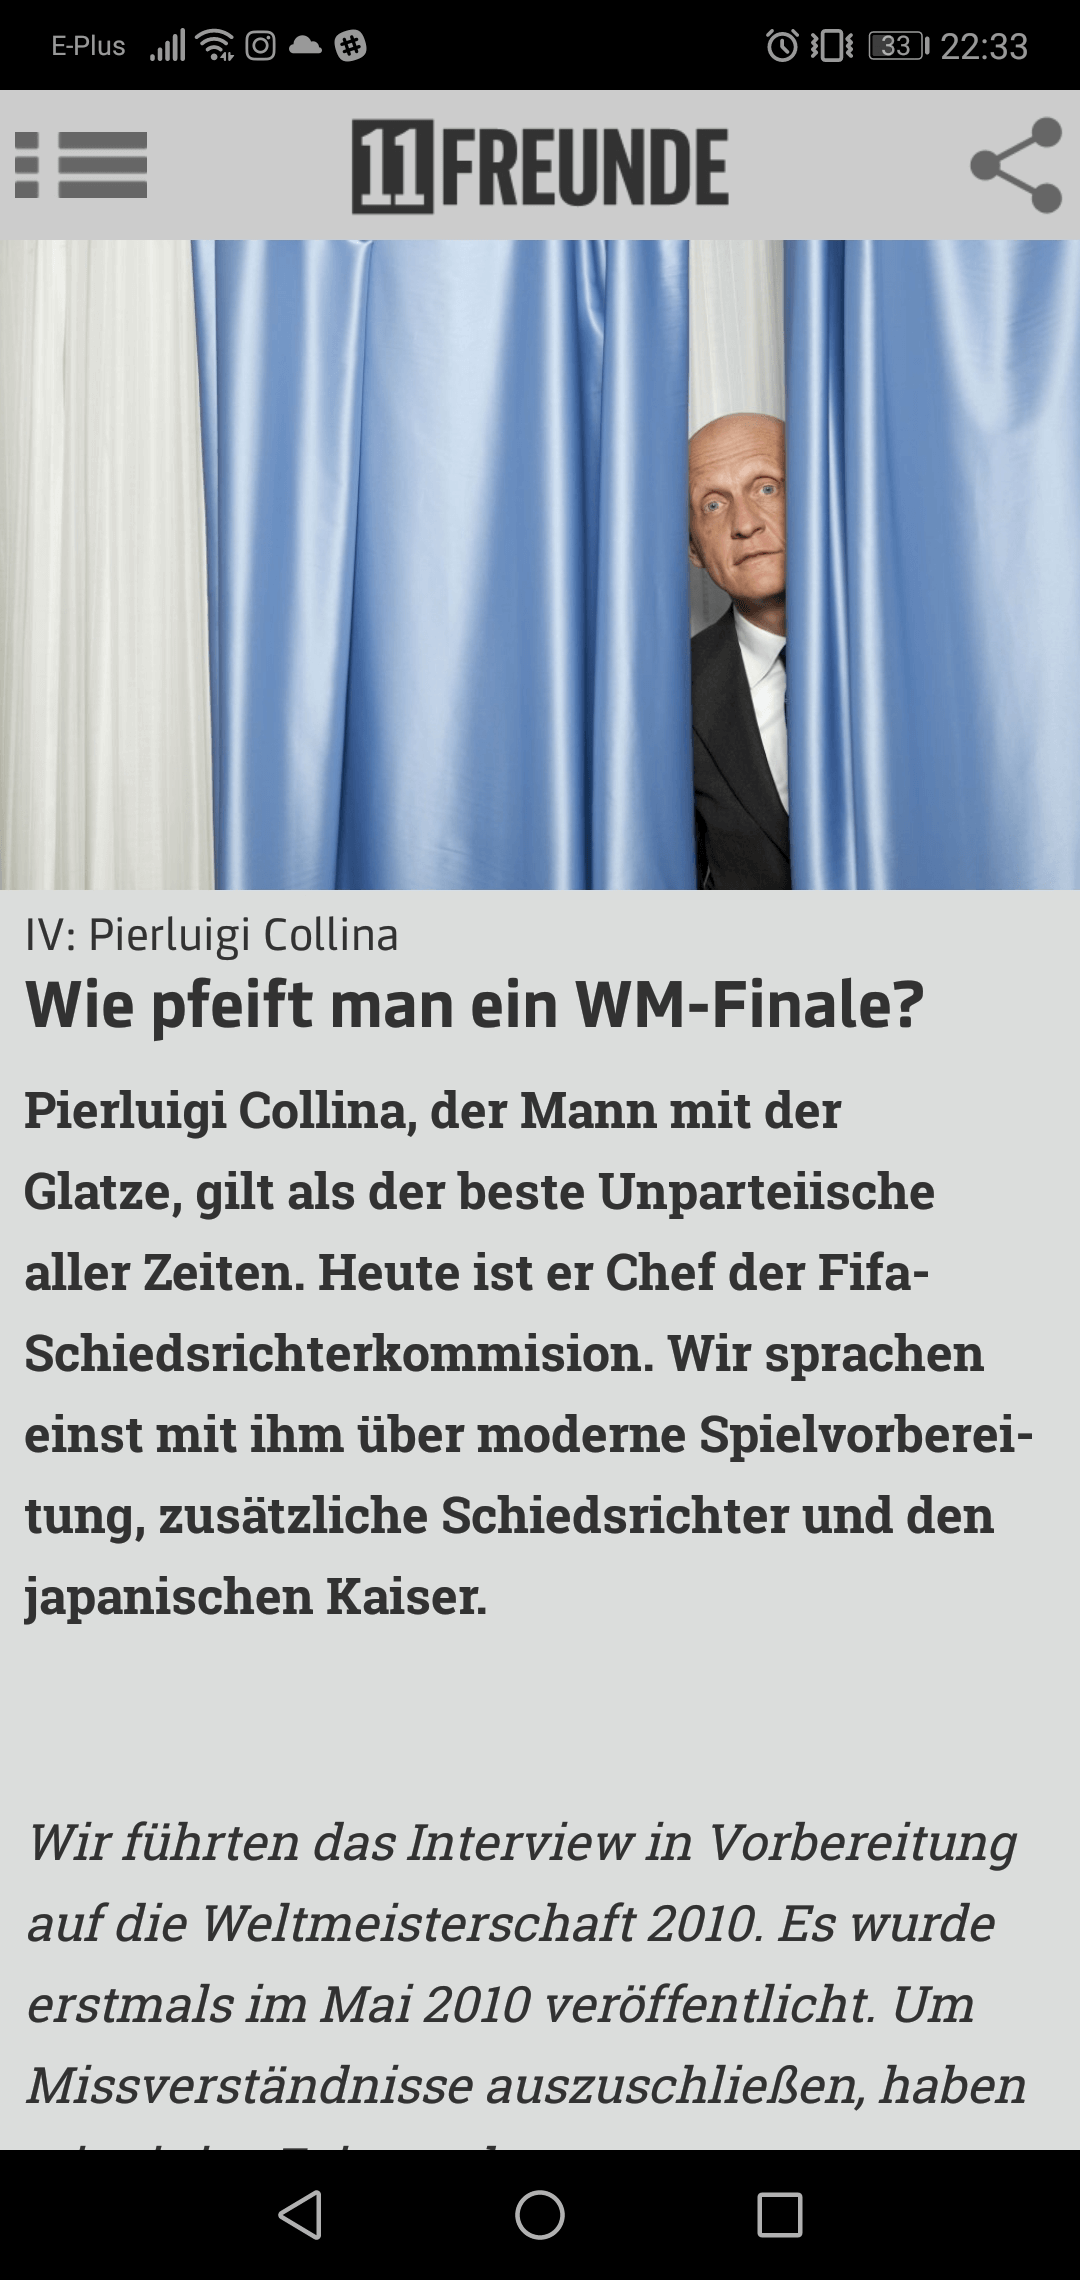 E-Plus 33 22:33
11FREUNDE
IV: Pierluigi Collina
Wie pfeift man ein WM-Finale?
Pierluigi Collina, der Mann mit der
Glatze, gilt als der beste Unparteiische
aller Zeiten. Heute ist er Chef der Fifa-
Schiedsrichterkommision. Wir sprachen
einst mit ihm über moderne Spielvorberei-
tung, zusätzliche Schiedsrichter und den
japanischen Kaiser.
Wir führten das Interview in Vorbereitung
auf die Weltmeisterschaft 2010. Es wurde
erstmals im Mai 2010 veröffentlicht. Um
Missverständnisse auszuschließen, haben